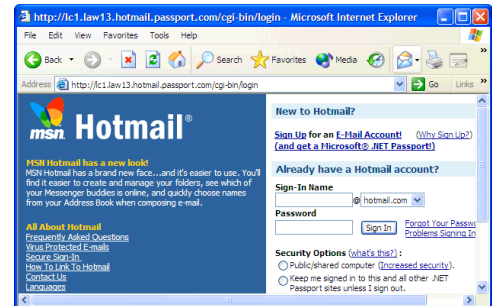 http://lc1.law13.hotmail.passport.com/cgi-bin/login - Microsoft Internet Explorer
File Edit View Favorites Tools Help
Back Search Favorites Media
Address http://lc1.law13.hotmail.passport.com/cgi-bin/login Go Links
msn Hotmail®
MSN Hotmail has a new look!
MSN Hotmail has a brand new face...and it's easier to use. You'll
find it easier to create and manage your folders, see which of
your Messenger buddies is online, and quickly choose names
from your Address Book when composing e-mail.
All About Hotmail
Frequently Asked Questions
Virus Protected E-mails
Secure Sign-In
How To Link To Hotmail
Contact Us
Languages
New to Hotmail?
Sign Up for an E-Mail Account! (Why Sign Up?)
(and get a Microsoft® .NET Passport!)
Already have a Hotmail account?
Sign-In Name
@ hotmail.com
Password
Sign In Forgot Your Passwo
Problems Signing In
Security Options (what's this?) :
Public/shared computer (Increased security).
Keep me signed in to this and all other .NET
Passport sites unless I sign out.